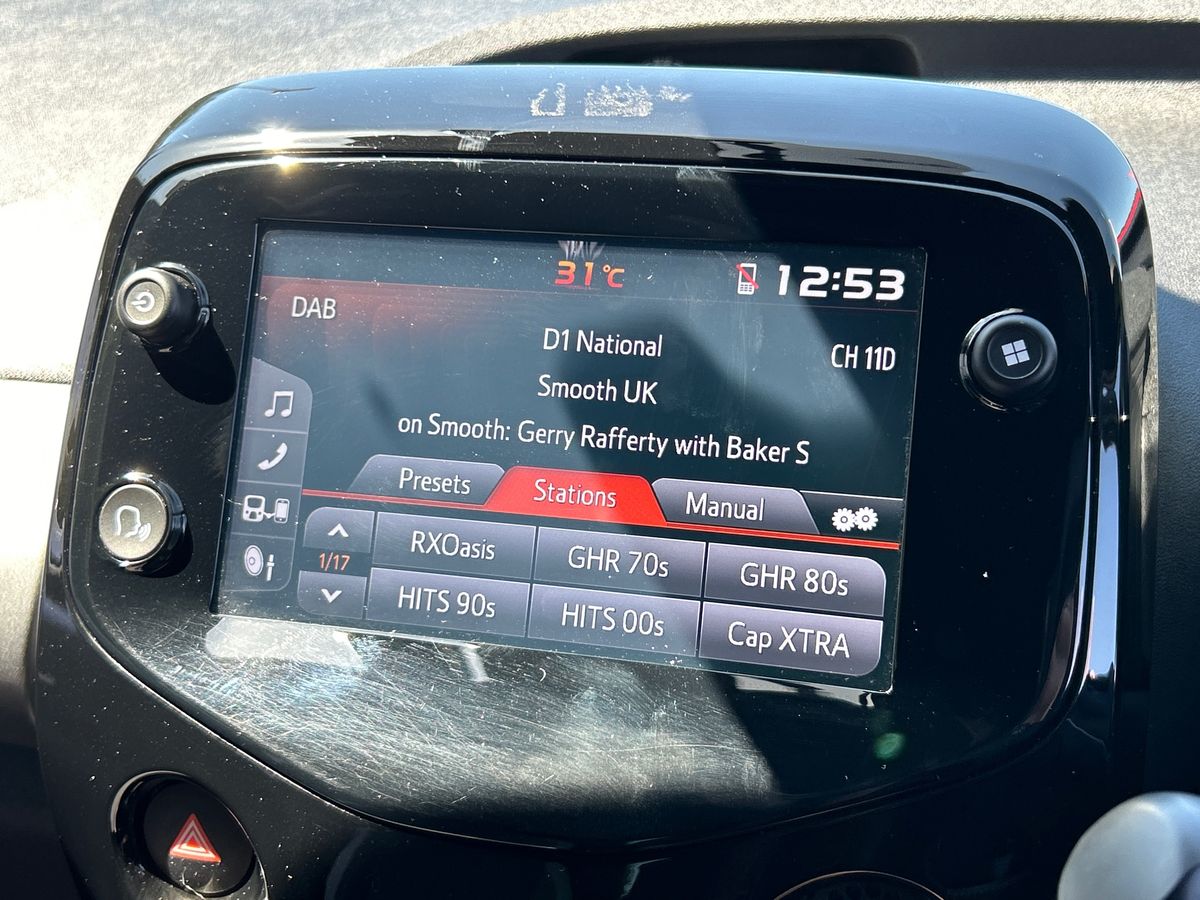 31°C
12:53
DAB
D1 National
CH 11D
Smooth UK
on Smooth: Gerry Rafferty with Baker S
Presets
Stations
Manual
1/17
RXOasis
GHR 70s
GHR 80s
HITS 90s
HITS 00s
Cap XTRA